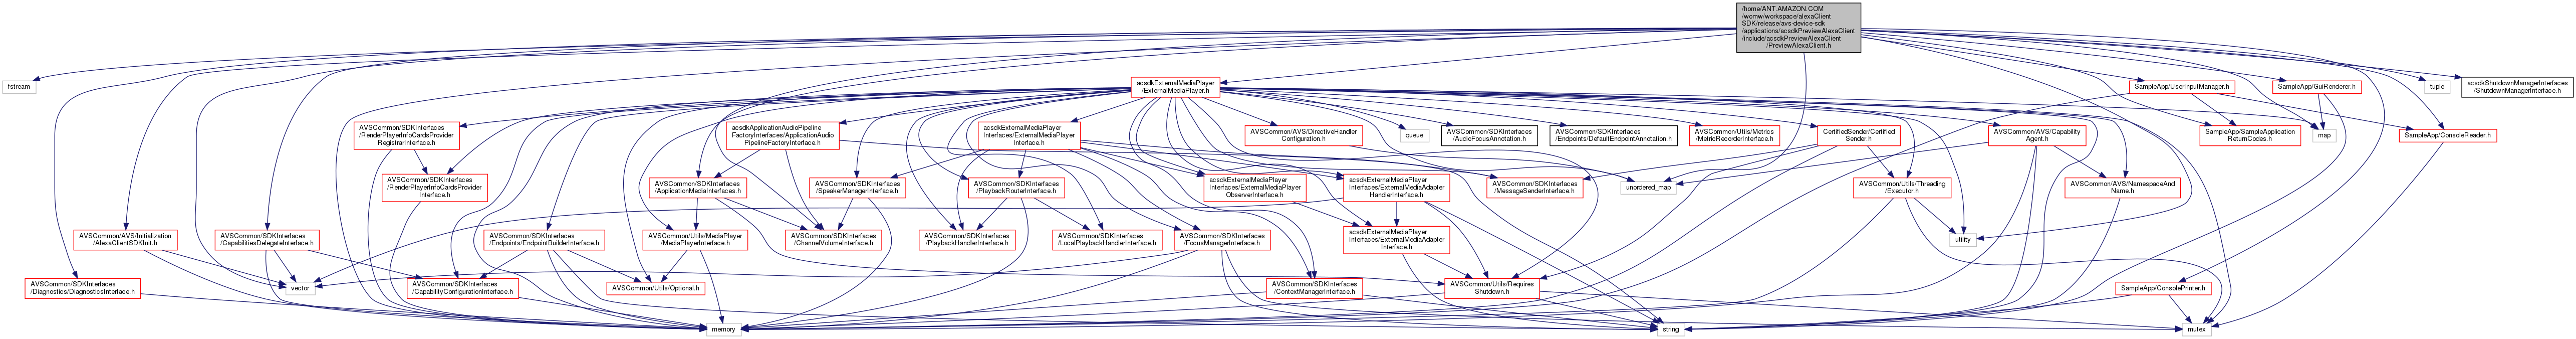 /home/ANT.AMAZON.COM
/womw/workspace/alexaClient
SDK/release/avs-device-sdk
/applications/acsdkPreviewAlexaClient
/include/acsdkPreviewAlexaClient
/PreviewAlexaClient.h
fstream
acsdkExternalMediaPlayer
/ExternalMediaPlayer.h
SampleApp/UserInputManager.h
SampleApp/GuiRenderer.h
tuple
acsdkShutdownManagerInterfaces
/ShutdownManagerInterface.h
AVSCommon/SDKInterfaces
/RenderPlayerInfoCardsProvider
RegistrarInterface.h
acsdkApplicationAudioPipeline
FactoryInterfaces/ApplicationAudio
PipelineFactoryInterface.h
acsdkExternalMediaPlayer
Interfaces/ExternalMediaPlayer
Interface.h
AVSCommon/AVS/DirectiveHandler
Configuration.h
queue
AVSCommon/SDKInterfaces
/AudioFocusAnnotation.h
AVSCommon/SDKInterfaces
/Endpoints/DefaultEndpointAnnotation.h
AVSCommon/Utils/Metrics
/MetricRecorderInterface.h
CertifiedSender/Certified
Sender.h
AVSCommon/AVS/Capability
Agent.h
SampleApp/SampleApplication
ReturnCodes.h
map
SampleApp/ConsoleReader.h
AVSCommon/SDKInterfaces
/RenderPlayerInfoCardsProvider
Interface.h
AVSCommon/SDKInterfaces
/ApplicationMediaInterfaces.h
AVSCommon/SDKInterfaces
/SpeakerManagerInterface.h
AVSCommon/SDKInterfaces
/PlaybackRouterInterface.h
acsdkExternalMediaPlayer
Interfaces/ExternalMediaPlayer
ObserverInterface.h
acsdkExternalMediaPlayer
Interfaces/ExternalMediaAdapter
HandlerInterface.h
AVSCommon/SDKInterfaces
/MessageSenderInterface.h
unordered_map
AVSCommon/Utils/Threading
/Executor.h
AVSCommon/AVS/NamespaceAnd
Name.h
AVSCommon/AVS/Initialization
/AlexaClientSDKInit.h
AVSCommon/SDKInterfaces
/CapabilitiesDelegateInterface.h
AVSCommon/SDKInterfaces
/Endpoints/EndpointBuilderInterface.h
AVSCommon/Utils/MediaPlayer
/MediaPlayerInterface.h
AVSCommon/SDKInterfaces
/ChannelVolumeInterface.h
AVSCommon/SDKInterfaces
/PlaybackHandlerInterface.h
AVSCommon/SDKInterfaces
/LocalPlaybackHandlerInterface.h
AVSCommon/SDKInterfaces
/FocusManagerInterface.h
acsdkExternalMediaPlayer
Interfaces/ExternalMediaAdapter
Interface.h
utility
AVSCommon/SDKInterfaces
/Diagnostics/DiagnosticsInterface.h
vector
AVSCommon/SDKInterfaces
/CapabilityConfigurationInterface.h
AVSCommon/Utils/Optional.h
AVSCommon/SDKInterfaces
/ContextManagerInterface.h
AVSCommon/Utils/Requires
Shutdown.h
SampleApp/ConsolePrinter.h
memory
string
mutex